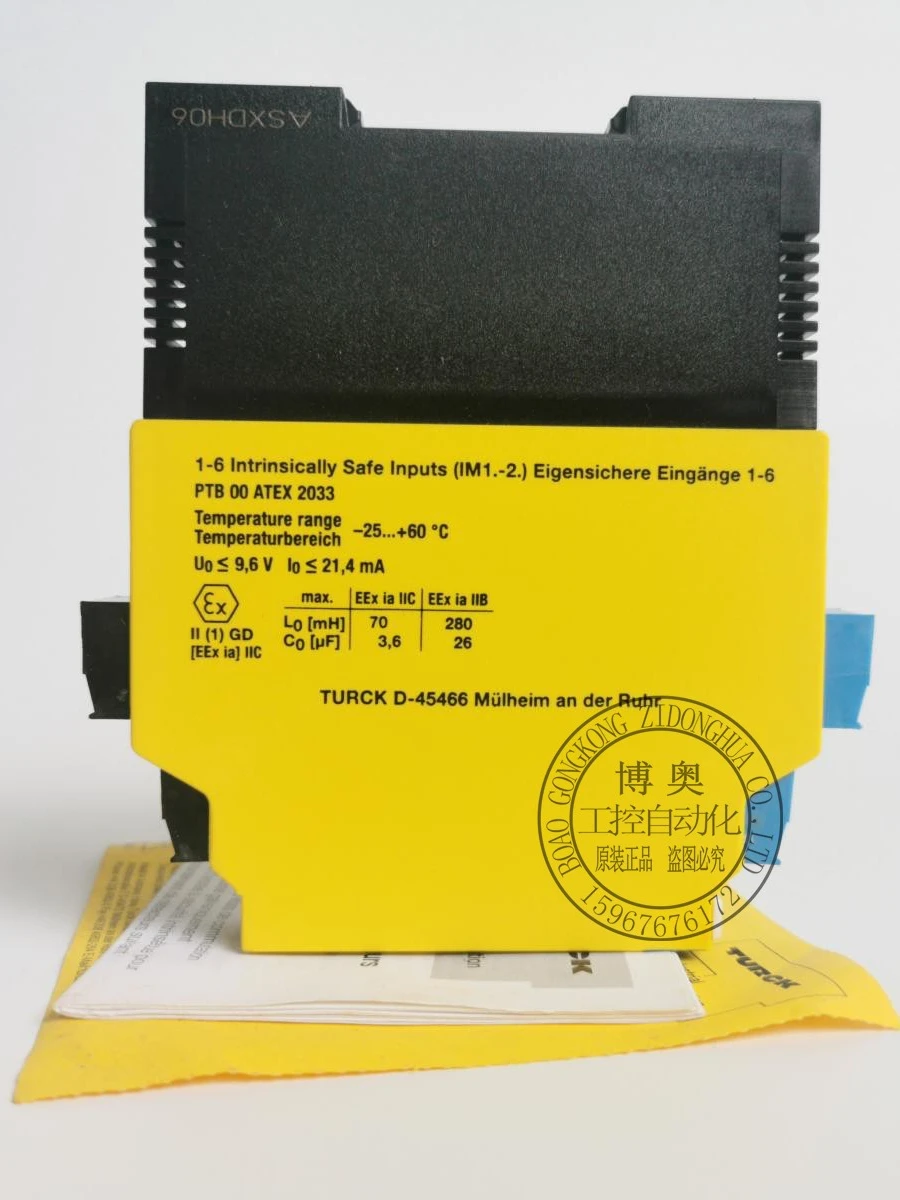 ASXDH06
1-6 Intrinsically Safe Inputs (IM1.-2.) Eigensichere Eingänge 1-6
PTB 00 ATEX 2033
Temperature range
Temperaturbereich
–25...+60 °C
U0 ≤ 9,6 V I0 ≤ 21,4 mA
Ex
II (1) GD
[EEx ia] IIC
max. EEx ia IIC EEx ia IIB
L0 [mH] 70 280
C0 [µF] 3,6 26
TURCK D-45466 Mülheim an der Ruhr
BOAO GONGKONG ZIDONGHUA CO.,LTD
博奥
工控自动化
原装正品 盗图必究
15967676172
TURCK